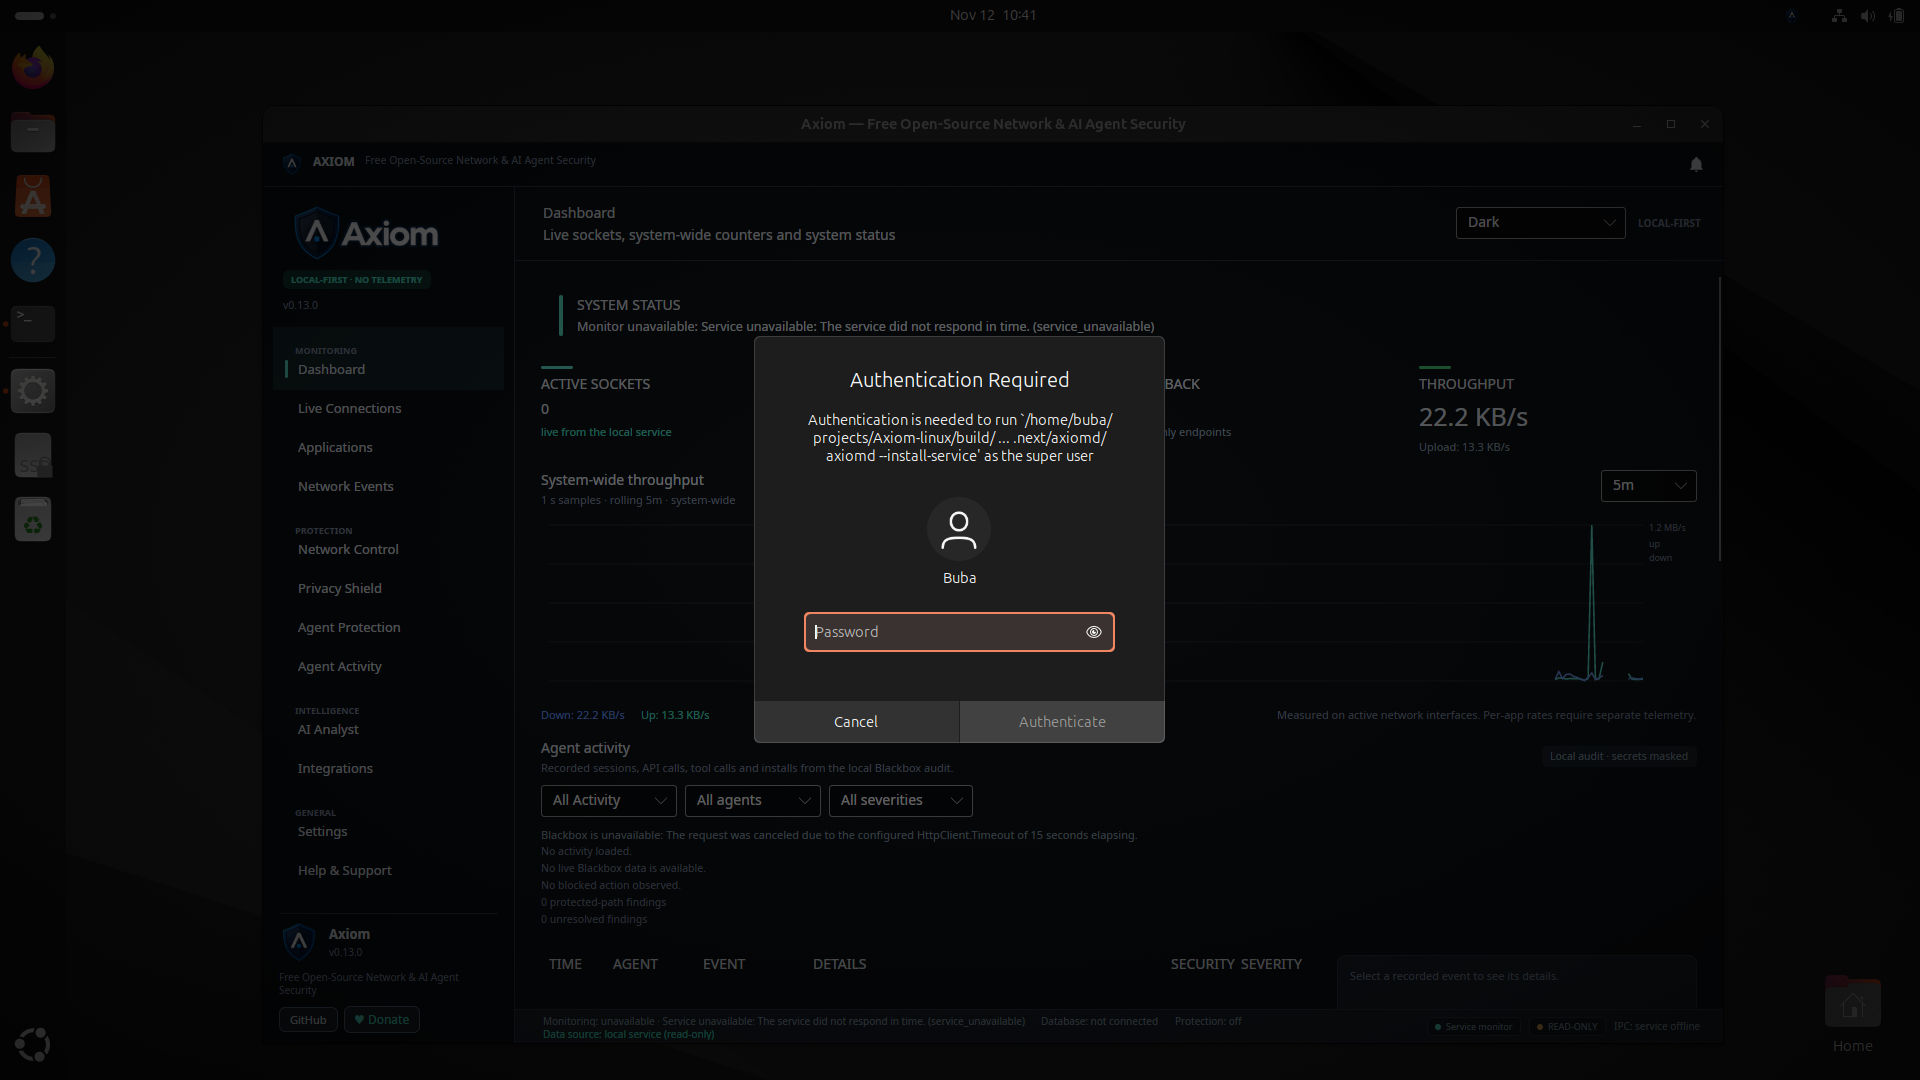 Nov 12 10:41
Axiom — Free Open-Source Network & AI Agent Security
AXIOM Free Open-Source Network & AI Agent Security
Axiom
LOCAL-FIRST · NO TELEMETRY
v0.13.0
MONITORING
Dashboard
Live Connections
Applications
Network Events
PROTECTION
Network Control
Privacy Shield
Agent Protection
Agent Activity
INTELLIGENCE
AI Analyst
Integrations
GENERAL
Settings
Help & Support
Axiom
v0.13.0
Free Open-Source Network & AI Agent
Security
GitHub
♥ Donate
Dashboard
Live sockets, system-wide counters and system status
Dark
LOCAL-FIRST
SYSTEM STATUS
Monitor unavailable: Service unavailable: The service did not respond in time. (service_unavailable)
ACTIVE SOCKETS
0
live from the local service
BACK
ly endpoints
THROUGHPUT
22.2 KB/s
Upload: 13.3 KB/s
System-wide throughput
1 s samples · rolling 5m · system-wide
5m
1.2 MB/s
up
down
Down: 22.2 KB/s Up: 13.3 KB/s
Measured on active network interfaces. Per-app rates require separate telemetry.
Agent activity
Recorded sessions, API calls, tool calls and installs from the local Blackbox audit.
Local audit · secrets masked
All Activity
All agents
All severities
Blackbox is unavailable: The request was canceled due to the configured HttpClient.Timeout of 15 seconds elapsing.
No activity loaded.
No live Blackbox data is available.
No blocked action observed.
0 protected-path findings
0 unresolved findings
TIME AGENT EVENT DETAILS SECURITY SEVERITY
Select a recorded event to see its details.
Monitoring: unavailable · Service unavailable: The service did not respond in time. (service_unavailable) Database: not connected Protection: off
Data source: local service (read-only)
Service monitor
READ-ONLY
IPC: service offline
Authentication Required
Authentication is needed to run `/home/buba/
projects/Axiom-linux/build/ ... .next/axiomd/
axiomd --install-service' as the super user
Buba
Password
Cancel
Authenticate
SSD
Home